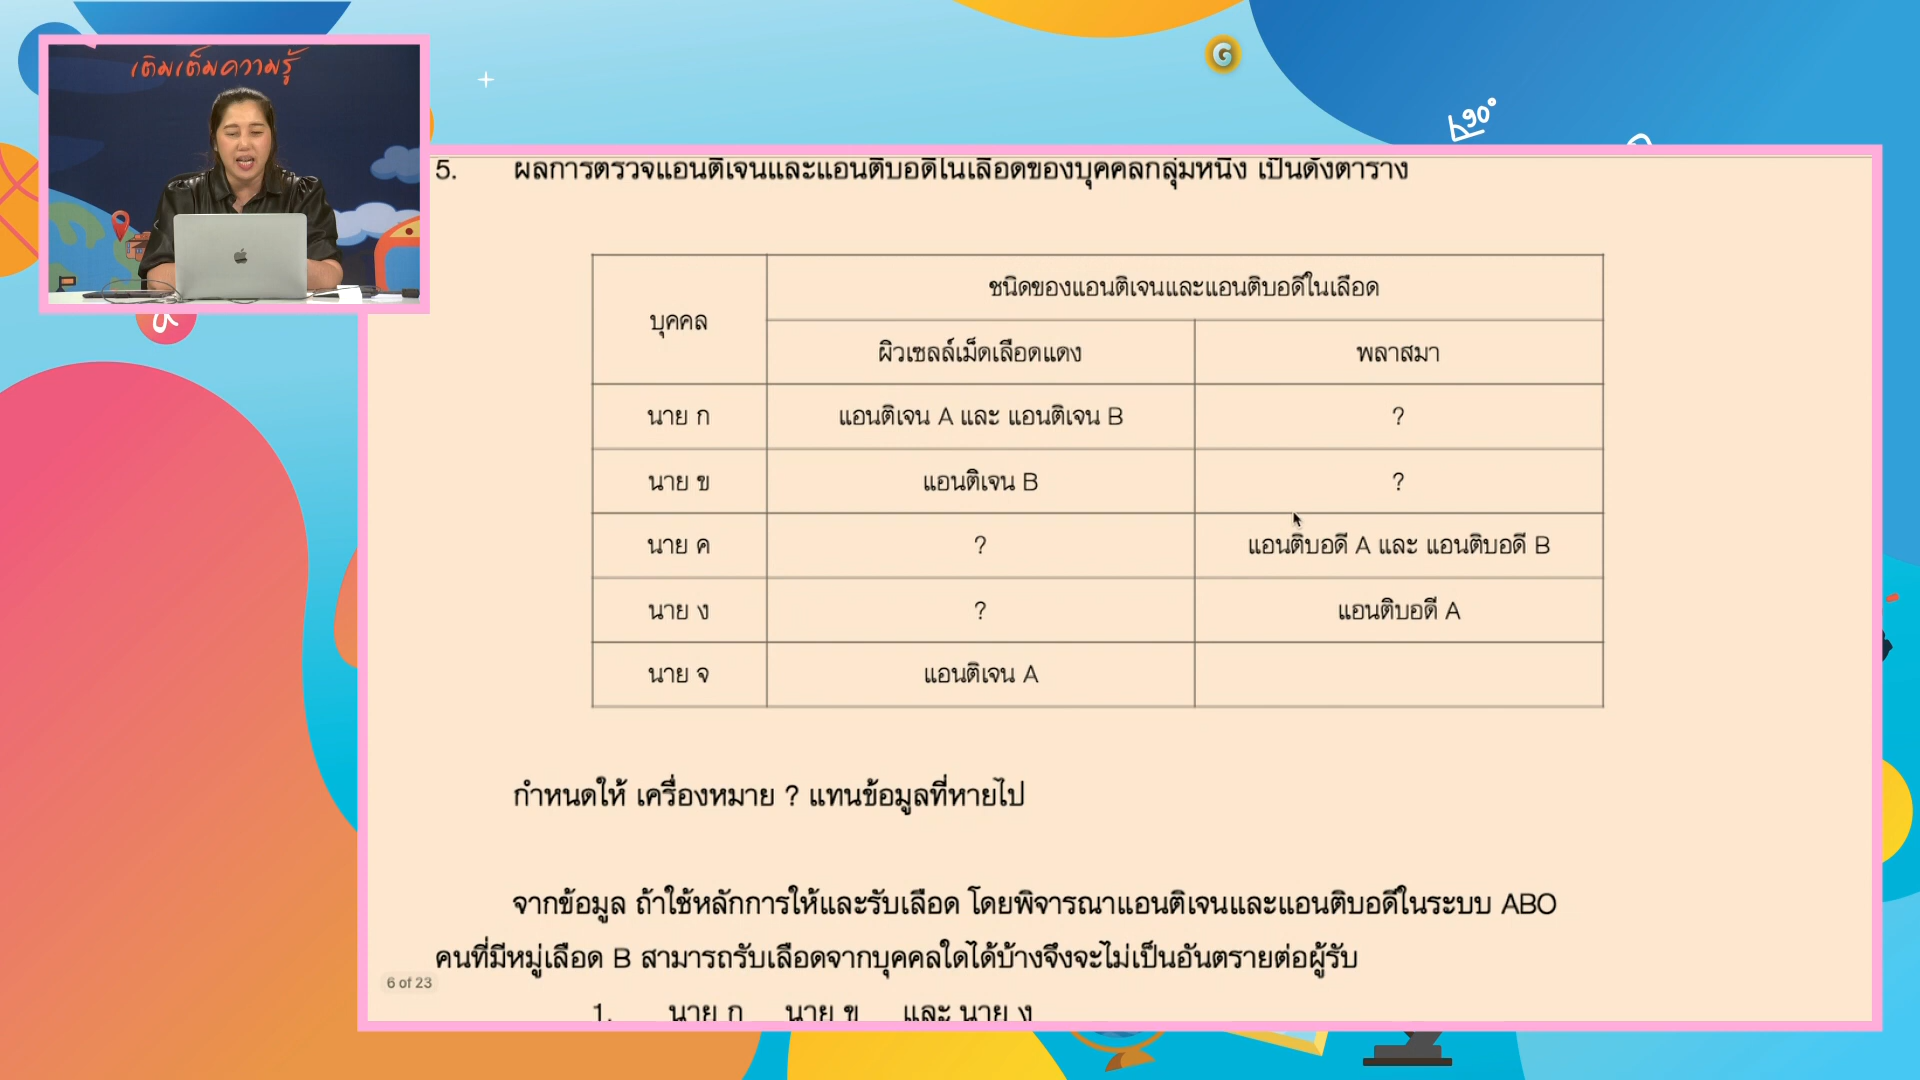 เติมเต็มความรู้
G
90°
5. ผลการตรวจแอนติเจนและแอนติบอดีในเลือดของบุคคลกลุ่มหนึ่ง เป็นดังตาราง
บุคคล
ชนิดของแอนติเจนและแอนติบอดีในเลือด
ผิวเซลล์เม็ดเลือดแดง พลาสมา
นาย ก แอนติเจน A และ แอนติเจน B ?
นาย ข แอนติเจน B ?
นาย ค ? แอนติบอดี A และ แอนติบอดี B
นาย ง ? แอนติบอดี A
นาย จ แอนติเจน A
กำหนดให้ เครื่องหมาย ? แทนข้อมูลที่หายไป
จากข้อมูล ถ้าใช้หลักการให้และรับเลือด โดยพิจารณาแอนติเจนและแอนติบอดีในระบบ ABO
คนที่มีหมู่เลือด B สามารถรับเลือดจากบุคคลใดได้บ้างจึงจะไม่เป็นอันตรายต่อผู้รับ
6 of 23
1. นาย ก นาย ข และ นาย ง